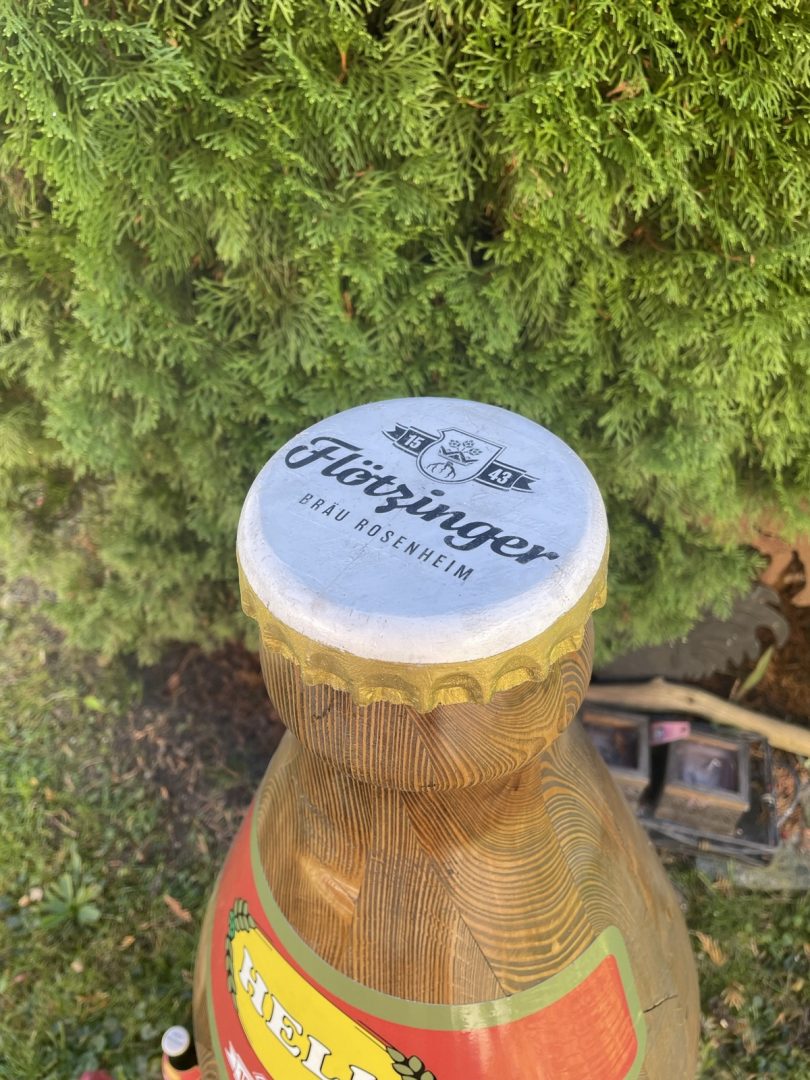 15 43
Flötzinger
BRÄU ROSENHEIM
HELL